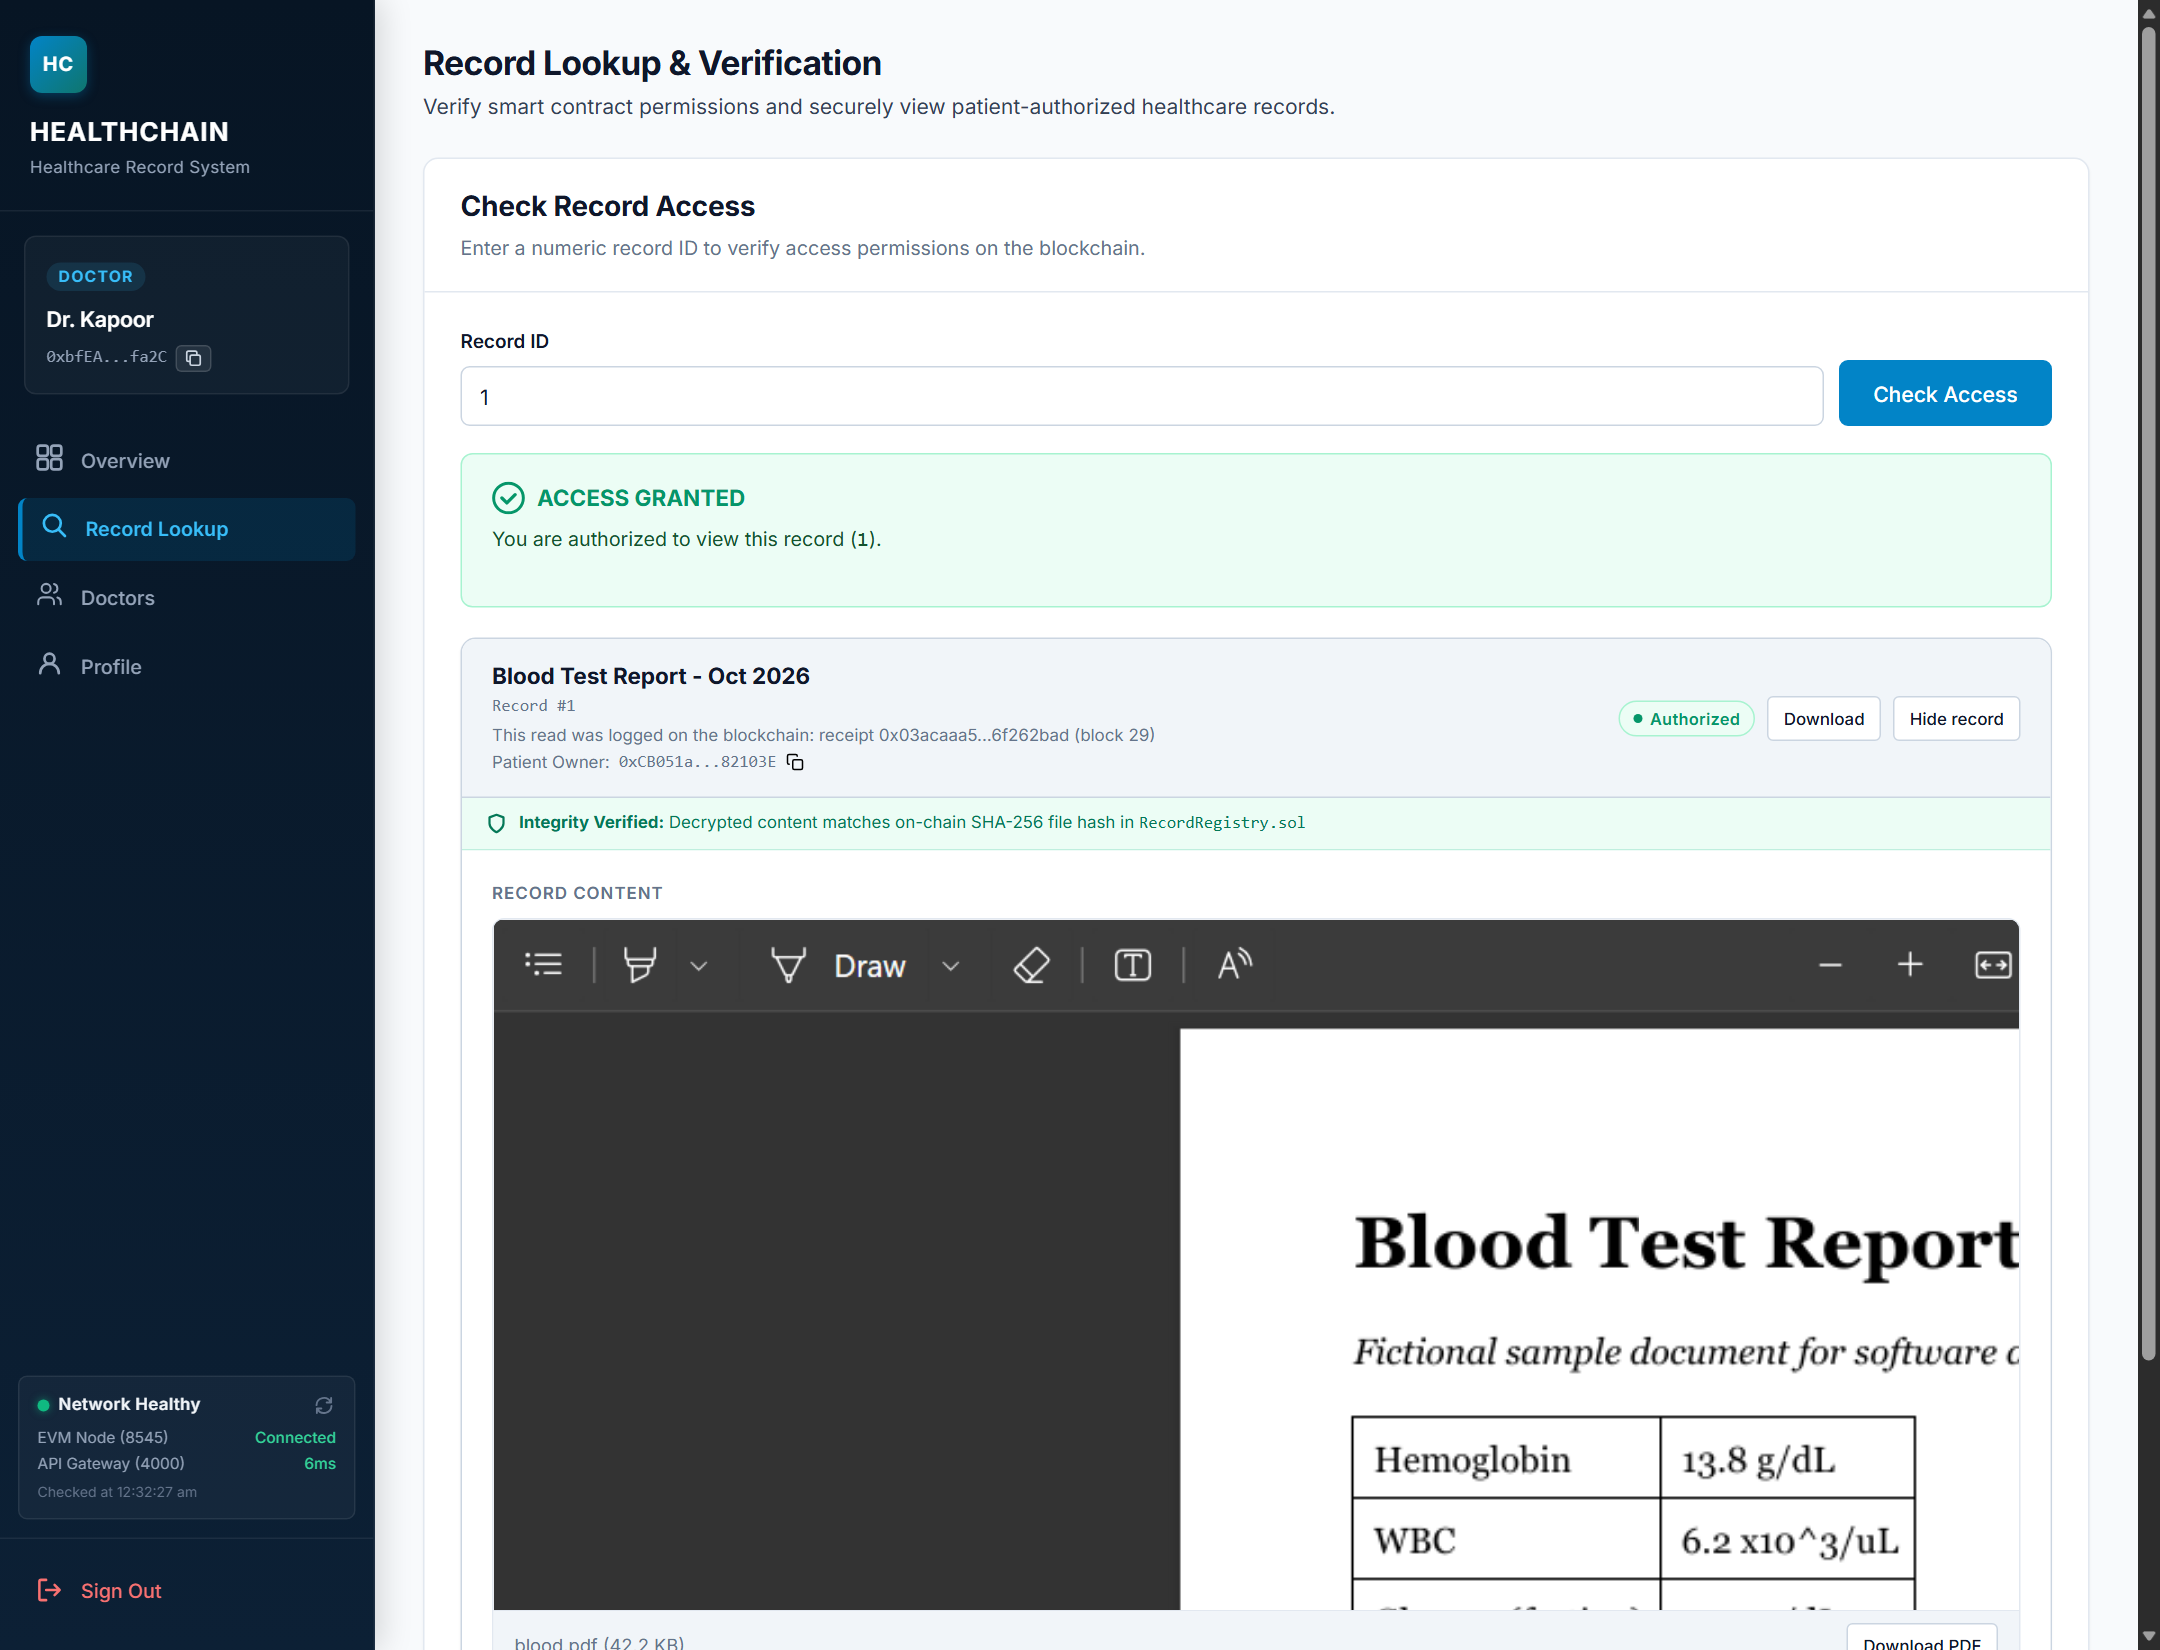 HC
HEALTHCHAIN
Healthcare Record System
DOCTOR
Dr. Kapoor
0xbfEA...fa2C
Overview
Record Lookup
Doctors
Profile
Network Healthy
EVM Node (8545) Connected
API Gateway (4000) 6ms
Checked at 12:32:27 am
Sign Out
Record Lookup & Verification
Verify smart contract permissions and securely view patient-authorized healthcare records.
Check Record Access
Enter a numeric record ID to verify access permissions on the blockchain.
Record ID
1
Check Access
ACCESS GRANTED
You are authorized to view this record (1).
Blood Test Report - Oct 2026
Record #1
This read was logged on the blockchain: receipt 0x03acaaa5...6f262bad (block 29)
Patient Owner: 0xCB051a...82103E
Authorized
Download
Hide record
Integrity Verified: Decrypted content matches on-chain SHA-256 file hash in RecordRegistry.sol
RECORD CONTENT
Draw
Blood Test Report
Fictional sample document for software
Hemoglobin 13.8 g/dL
WBC 6.2 x10^3/uL
blood.pdf (42.2 KB)
Download PDF